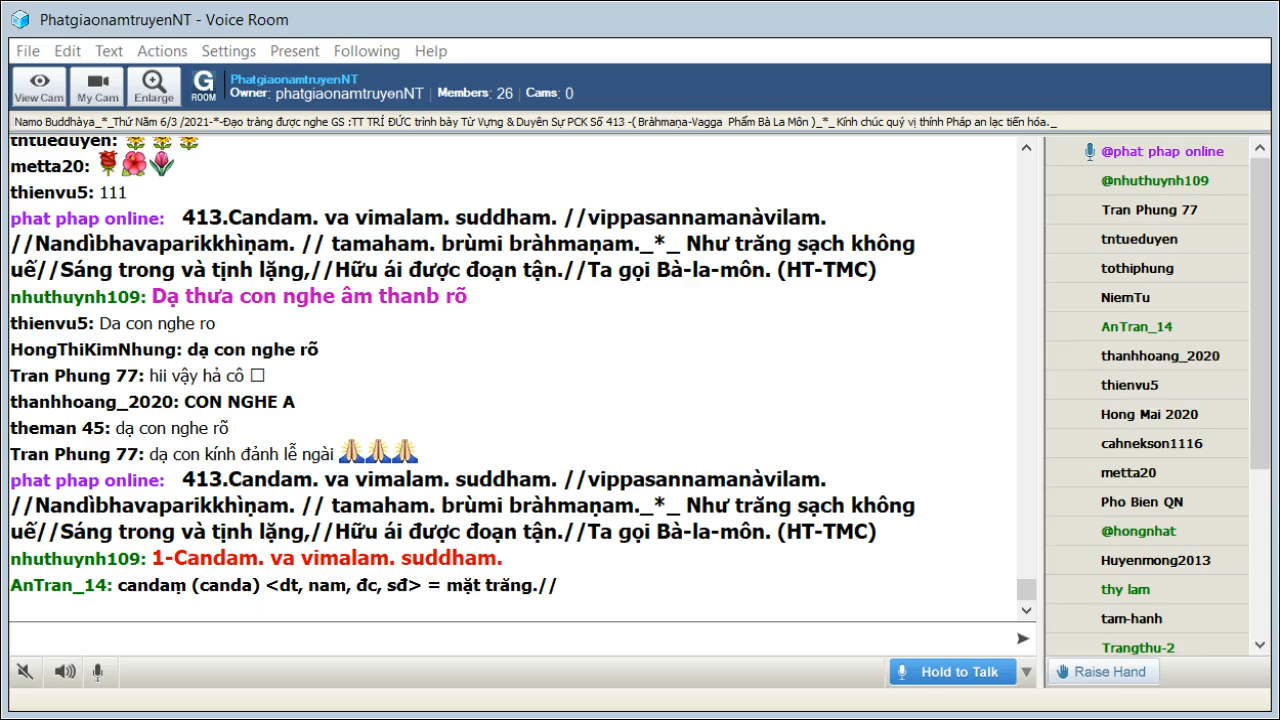 PhatgiaonamtruyenNT - Voice Room
File Edit Text Actions Settings Present Following Help
View Cam My Cam Enlarge G ROOM
PhatgiaonamtruyenNT
Owner: phatgiaonamtruyenNT | Members: 26 | Cams: 0
Namo Buddhàya_*_Thứ Năm 6/3 /2021-*-Đạo tràng được nghe GS :TT TRÍ ĐỨC trình bày Từ Vựng & Duyên Sự PCK Số 413 -( Bràhmaṇa-Vagga Phẩm Bà La Môn )_*_ Kính chúc quý vị thính Pháp an lạc tiến hóa._
tntueduyen:
metta20:
thienvu5: 111
phat phap online: 413.Candam. va vimalam. suddham. //vippasannamanàvilam.
//Nandìbhavaparikkhìṇam. // tamaham. brùmi bràhmaṇam._*_ Như trăng sạch không
uế//Sáng trong và tịnh lặng,//Hữu ái được đoạn tận.//Ta gọi Bà-la-môn. (HT-TMC)
nhuthuynh109: Dạ thưa con nghe âm thanb rõ
thienvu5: Da con nghe ro
HongThiKimNhung: dạ con nghe rõ
Tran Phung 77: hii vậy hả cô □
thanhhoang_2020: CON NGHE A
theman 45: dạ con nghe rõ
Tran Phung 77: dạ con kính đảnh lễ ngài 🙏🙏🙏
phat phap online: 413.Candam. va vimalam. suddham. //vippasannamanàvilam.
//Nandìbhavaparikkhìṇam. // tamaham. brùmi bràhmaṇam._*_ Như trăng sạch không
uế//Sáng trong và tịnh lặng,//Hữu ái được đoạn tận.//Ta gọi Bà-la-môn. (HT-TMC)
nhuthuynh109: 1-Candam. va vimalam. suddham.
AnTran_14: candaṃ (canda) <dt, nam, đc, sđ> = mặt trăng.//
Hold to Talk
@phat phap online
@nhuthuynh109
Tran Phung 77
tntueduyen
tothiphung
NiemTu
AnTran_14
thanhhoang_2020
thienvu5
Hong Mai 2020
cahnekson1116
metta20
Pho Bien QN
@hongnhat
Huyenmong2013
thy lam
tam-hanh
Trangthu-2
Raise Hand